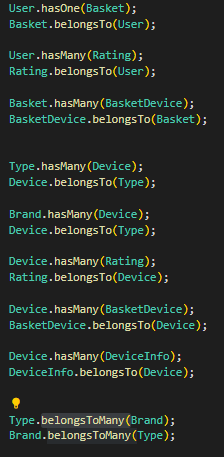 User.hasOne(Basket);
Basket.belongsTo(User);
User.hasMany(Rating);
Rating.belongsTo(User);
Basket.hasMany(BasketDevice);
BasketDevice.belongsTo(Basket);
Type.hasMany(Device);
Device.belongsTo(Type);
Brand.hasMany(Device);
Device.belongsTo(Type);
Device.hasMany(Rating);
Rating.belongsTo(Device);
Device.hasMany(BasketDevice);
BasketDevice.belongsTo(Device);
Device.hasMany(DeviceInfo);
DeviceInfo.belongsTo(Device);
Type.belongsToMany(Brand);
Brand.belongsToMany(Type);